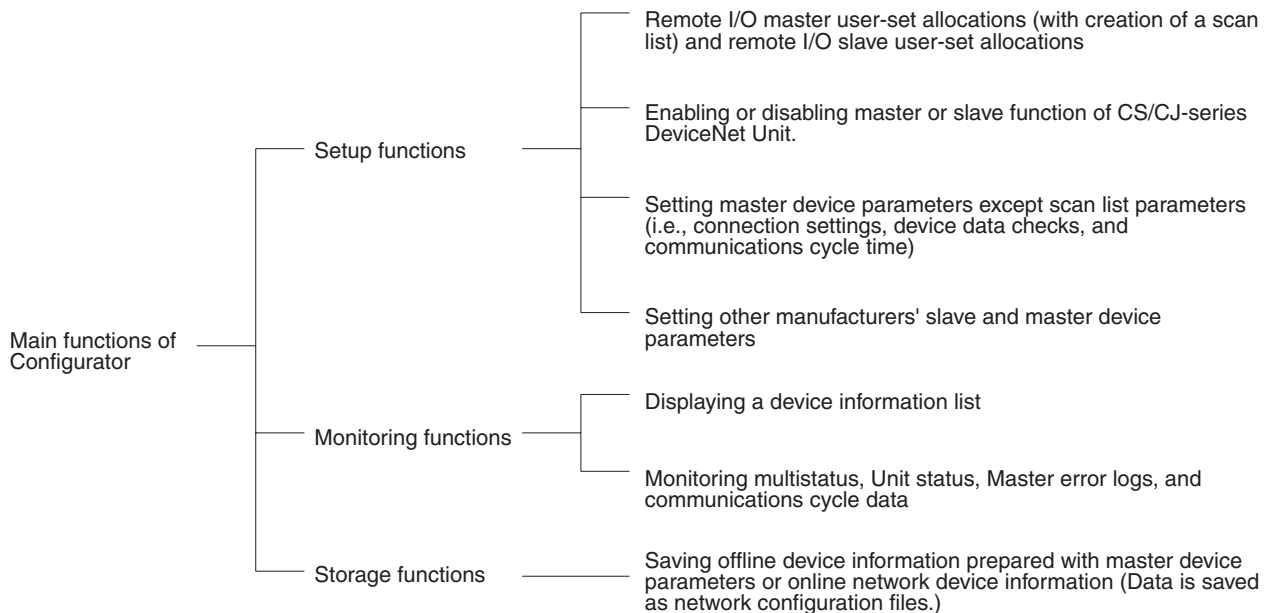 Remote I/O master user-set allocations (with creation of a scan
list) and remote I/O slave user-set allocations
Enabling or disabling master or slave function of CS/CJ-series
DeviceNet Unit.
Setup functions
Setting master device parameters except scan list parameters
(i.e., connection settings, device data checks, and
communications cycle time)
Setting other manufacturers' slave and master device
parameters
Main functions of
Configurator
Displaying a device information list
Monitoring functions
Monitoring multistatus, Unit status, Master error logs, and
communications cycle data
Storage functions
Saving offline device information prepared with master device
parameters or online network device information (Data is saved
as network configuration files.)